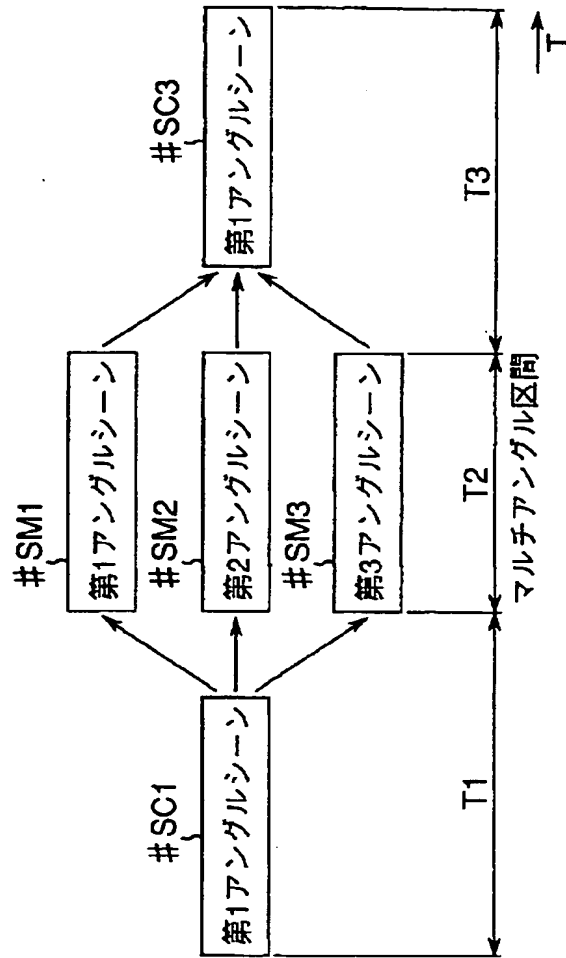 #SC1
第1アングルシーン
#SM1
第1アングルシーン
#SM2
第2アングルシーン
#SM3
第3アングルシーン
#SC3
第1アングルシーン
T1
T2
T3
マルチアングル区間
T